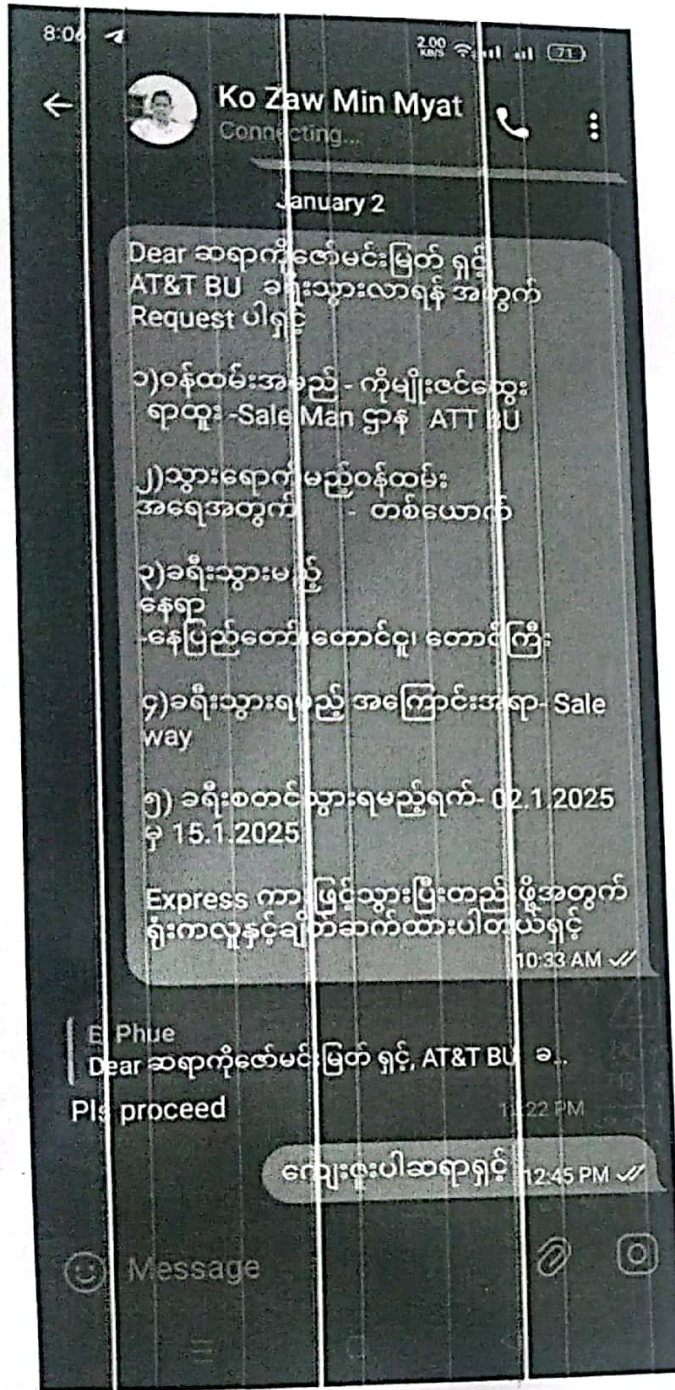 8:06
2.00
KB/S
71
Ko Zaw Min Myat
Connecting...
January 2
Dear ဆရာကိုဇော်မင်းမြတ် ရှင့်
AT&T BU ခရီးသွားလာရန် အတွက်
Request ပါရှင့်
၁)ဝန်ထမ်းအမည် - ကိုမျိုးဇင်ထွေး
ရာထူး -Sale Man ဌာန ATT BU
၂)သွားရောက်မည့်ဝန်ထမ်း
အရေအတွက် - တစ်ယောက်
၃)ခရီးသွားမည့်
နေရာ
-နေပြည်တော်၊တောင်ငူ၊ တောင်ကြီး
၄)ခရီးသွားရမည့် အကြောင်းအရာ- Sale
way
၅) ခရီးစတင်သွားရမည့်ရက်- 02.1.2025
မှ 15.1.2025
Express ကားဖြင့်သွားပြီးတည်းဖို့အတွက်
ရုံးကလူနှင့်ချိတ်ဆက်ထားပါတယ်ရှင့်
10:33 AM
Ei Phue
Dear ဆရာကိုဇော်မင်းမြတ် ရှင့်, AT&T BU ခ...
Pls proceed
:22 PM
ကျေးဇူးပါဆရာရှင့် 12:45 PM
Message